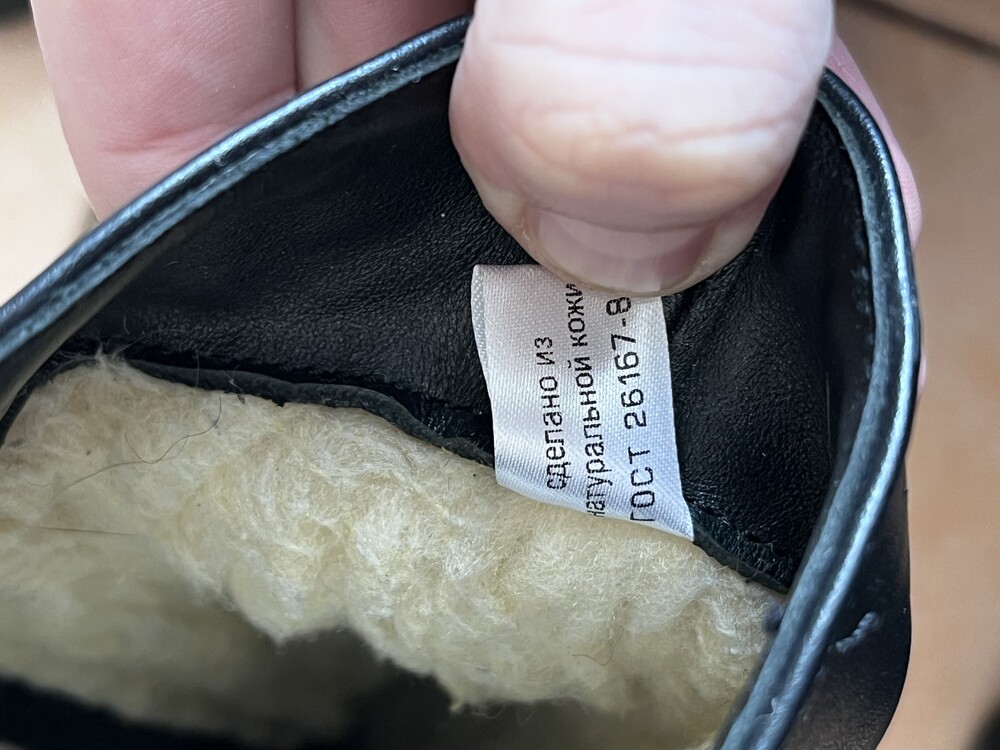 сделано из
натуральной кожи
ГОСТ 26167-8